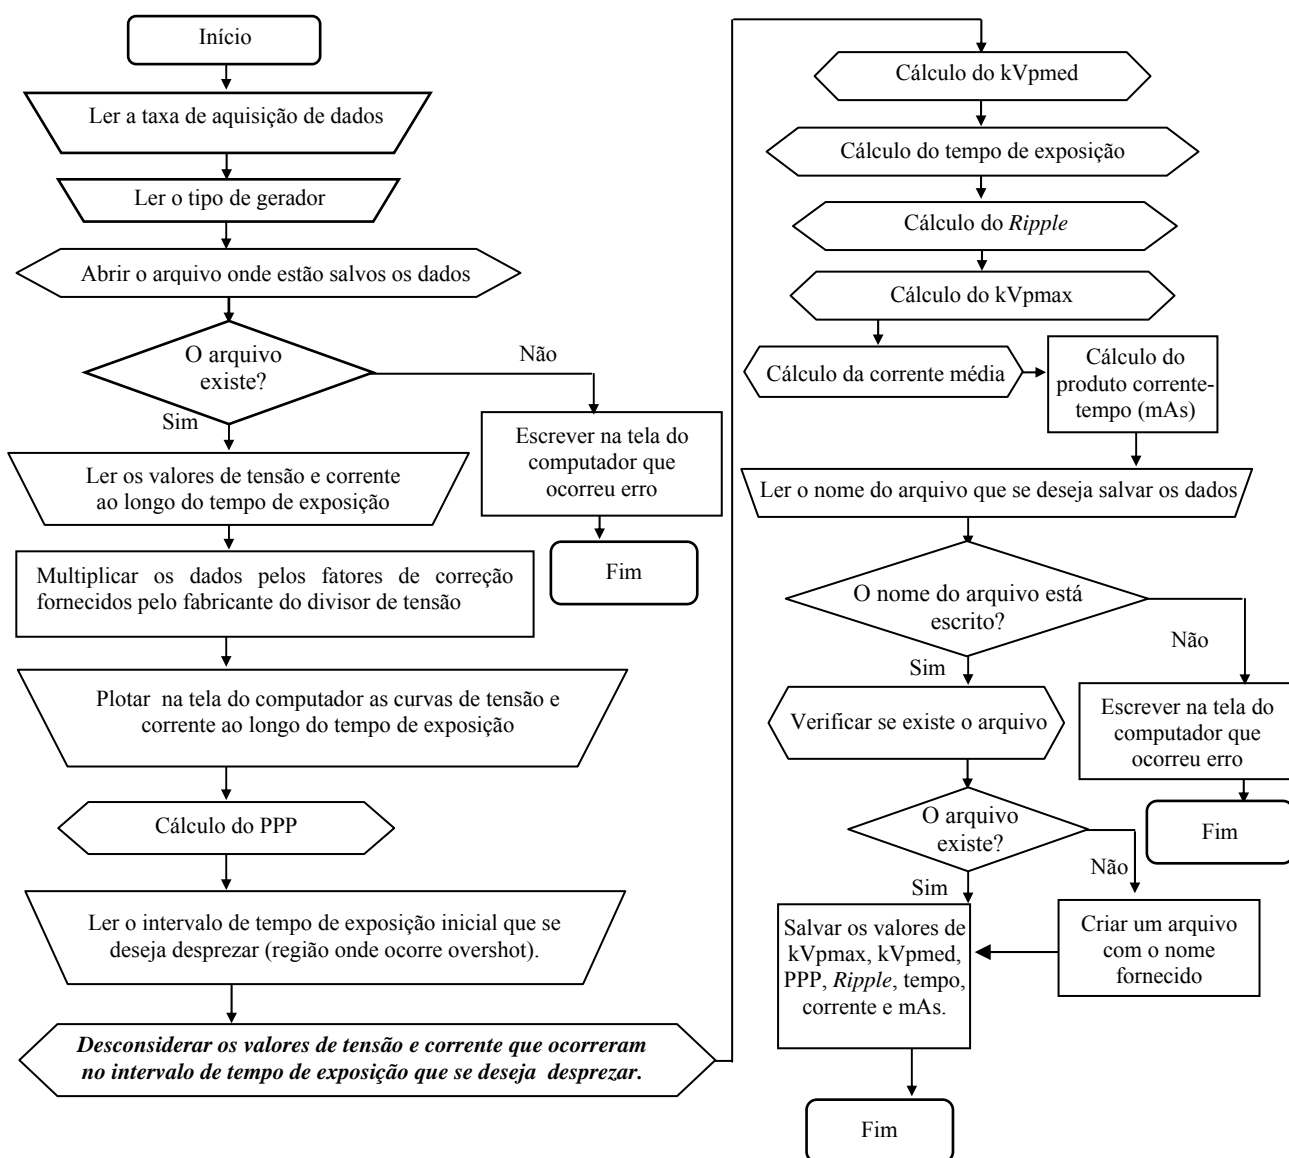 Início
Ler a taxa de aquisição de dados
Ler o tipo de gerador
Abrir o arquivo onde estão salvos os dados
O arquivo
existe?
Não
Sim
Escrever na tela do
computador que
ocorreu erro
Fim
Ler os valores de tensão e corrente
ao longo do tempo de exposição
Multiplicar os dados pelos fatores de correção
fornecidos pelo fabricante do divisor de tensão
Plotar na tela do computador as curvas de tensão e
corrente ao longo do tempo de exposição
Cálculo do PPP
Ler o intervalo de tempo de exposição inicial que se
deseja desprezar (região onde ocorre overshot).
Desconsiderar os valores de tensão e corrente que ocorreram
no intervalo de tempo de exposição que se deseja desprezar.
Cálculo do kVpmed
Cálculo do tempo de exposição
Cálculo do Ripple
Cálculo do kVpmax
Cálculo da corrente média
Cálculo do
produto corrente-
tempo (mAs)
Ler o nome do arquivo que se deseja salvar os dados
O nome do arquivo está
escrito?
Não
Sim
Escrever na tela do
computador que
ocorreu erro
Fim
Verificar se existe o arquivo
O arquivo
existe?
Não
Sim
Criar um arquivo
com o nome
fornecido
Salvar os valores de
kVpmax, kVpmed,
PPP, Ripple, tempo,
corrente e mAs.
Fim